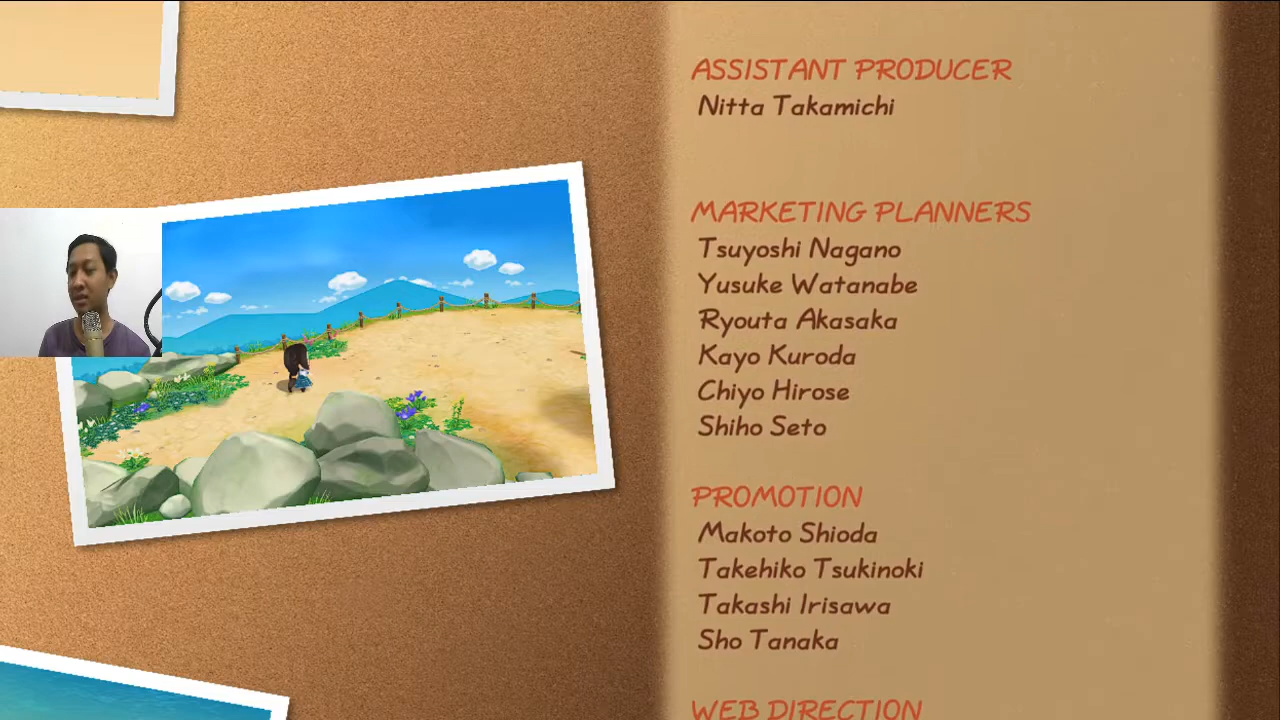 ASSISTANT PRODUCER
Nitta Takamichi
MARKETING PLANNERS
Tsuyoshi Nagano
Yusuke Watanabe
Ryouta Akasaka
Kayo Kuroda
Chiyo Hirose
Shiho Seto
PROMOTION
Makoto Shioda
Takehiko Tsukinoki
Takashi Irisawa
Sho Tanaka
WEB DIRECTION